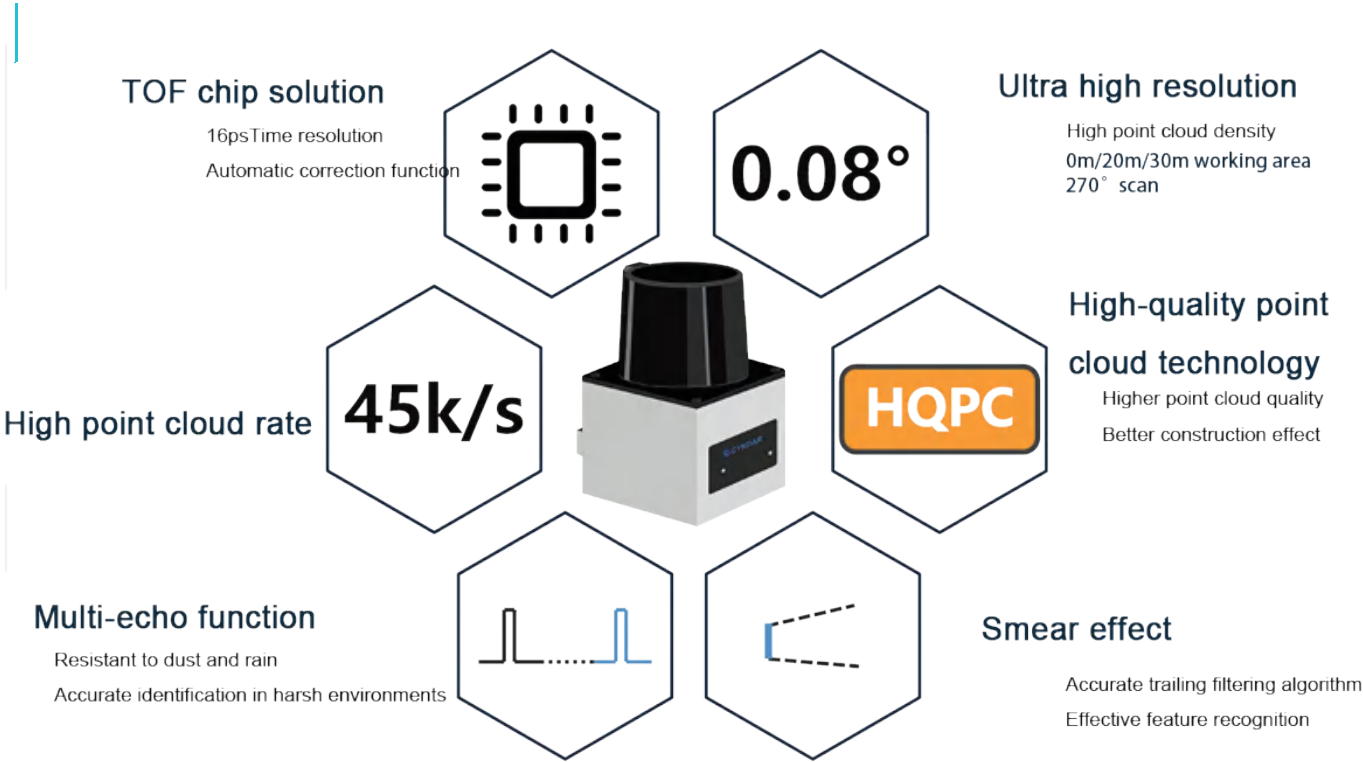 TOF chip solution
16psTime resolution
Automatic correction function
0.08°
Ultra high resolution
High point cloud density
0m/20m/30m working area
270° scan
High point cloud rate
45k/s
HQPC
High-quality point
cloud technology
Higher point cloud quality
Better construction effect
Multi-echo function
Resistant to dust and rain
Accurate identification in harsh environments
Smear effect
Accurate trailing filtering algorithm
Effective feature recognition